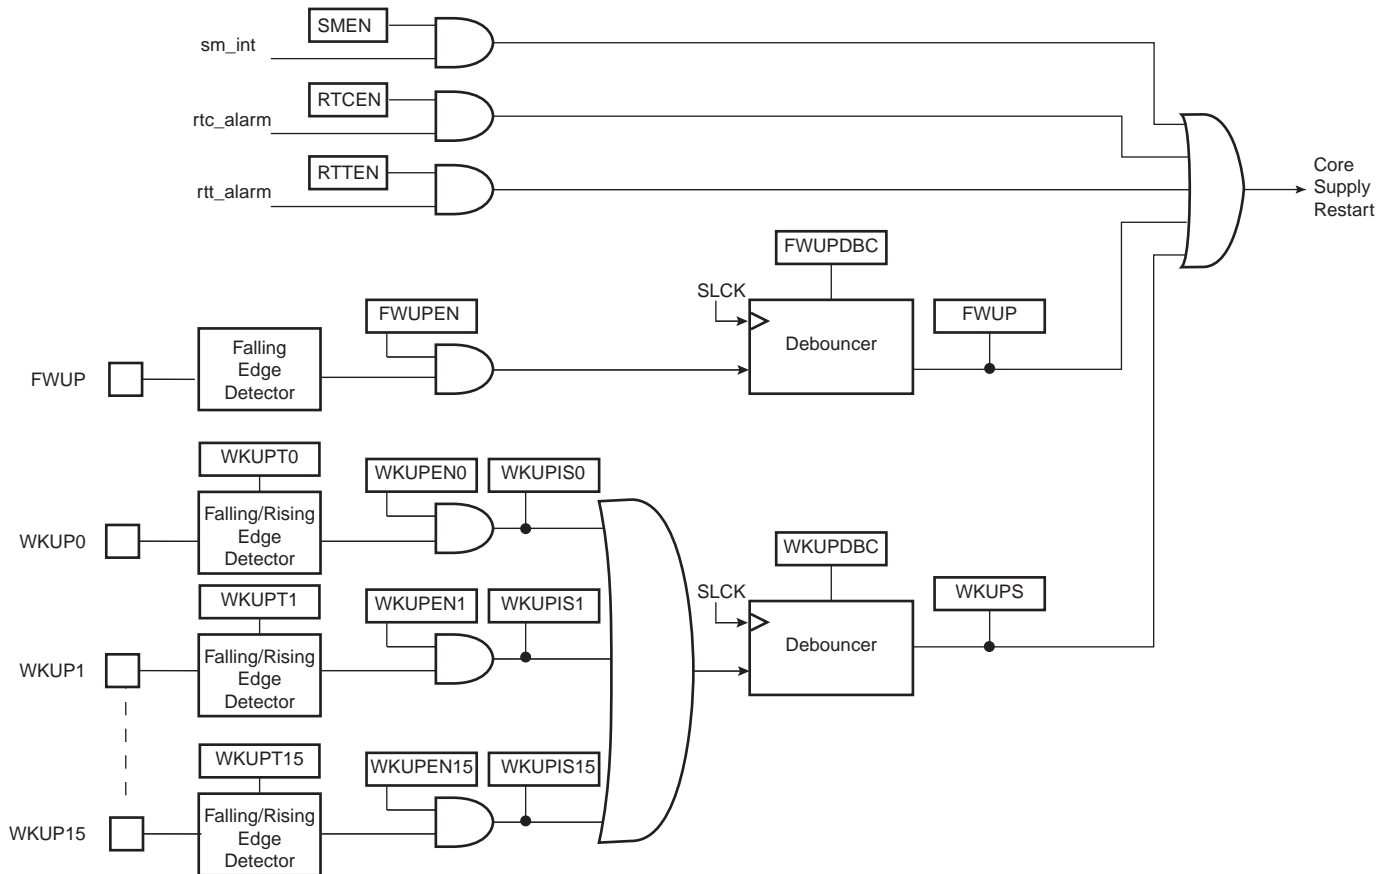 SMEN
sm_int
RTCEN
rtc_alarm
RTTEN
rtt_alarm
Core
Supply
Restart
FWUPDBC
SLCK
FWUPEN
FWUP
Falling
Edge
Detector
Debouncer
FWUP
WKUPT0
WKUPEN0
WKUPIS0
Falling/Rising
Edge
Detector
WKUP0
WKUPDBC
SLCK
WKUPT1
WKUPEN1
WKUPIS1
WKUPS
Falling/Rising
Edge
Detector
Debouncer
WKUP1
WKUPT15
WKUPEN15
WKUPIS15
Falling/Rising
Edge
Detector
WKUP15